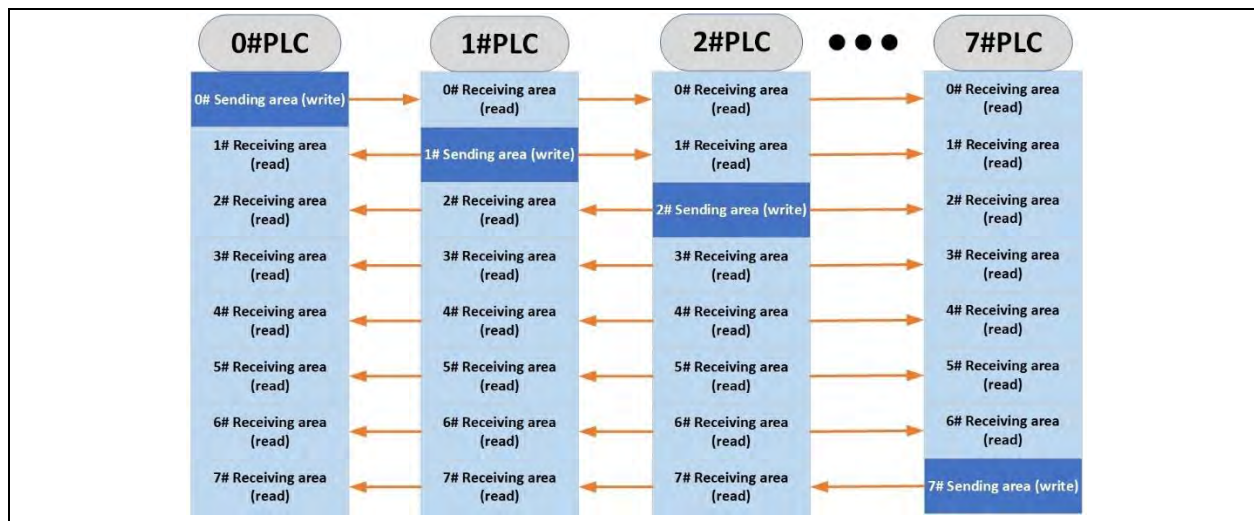 0#PLC
1#PLC
2#PLC
7#PLC
0# Sending area (write)
0# Receiving area
(read)
0# Receiving area
(read)
0# Receiving area
(read)
1# Receiving area
(read)
1# Sending area (write)
1# Receiving area
(read)
1# Receiving area
(read)
2# Receiving area
(read)
2# Receiving area
(read)
2# Sending area (write)
2# Receiving area
(read)
3# Receiving area
(read)
3# Receiving area
(read)
3# Receiving area
(read)
3# Receiving area
(read)
4# Receiving area
(read)
4# Receiving area
(read)
4# Receiving area
(read)
4# Receiving area
(read)
5# Receiving area
(read)
5# Receiving area
(read)
5# Receiving area
(read)
5# Receiving area
(read)
6# Receiving area
(read)
6# Receiving area
(read)
6# Receiving area
(read)
6# Receiving area
(read)
7# Receiving area
(read)
7# Receiving area
(read)
7# Receiving area
(read)
7# Sending area (write)